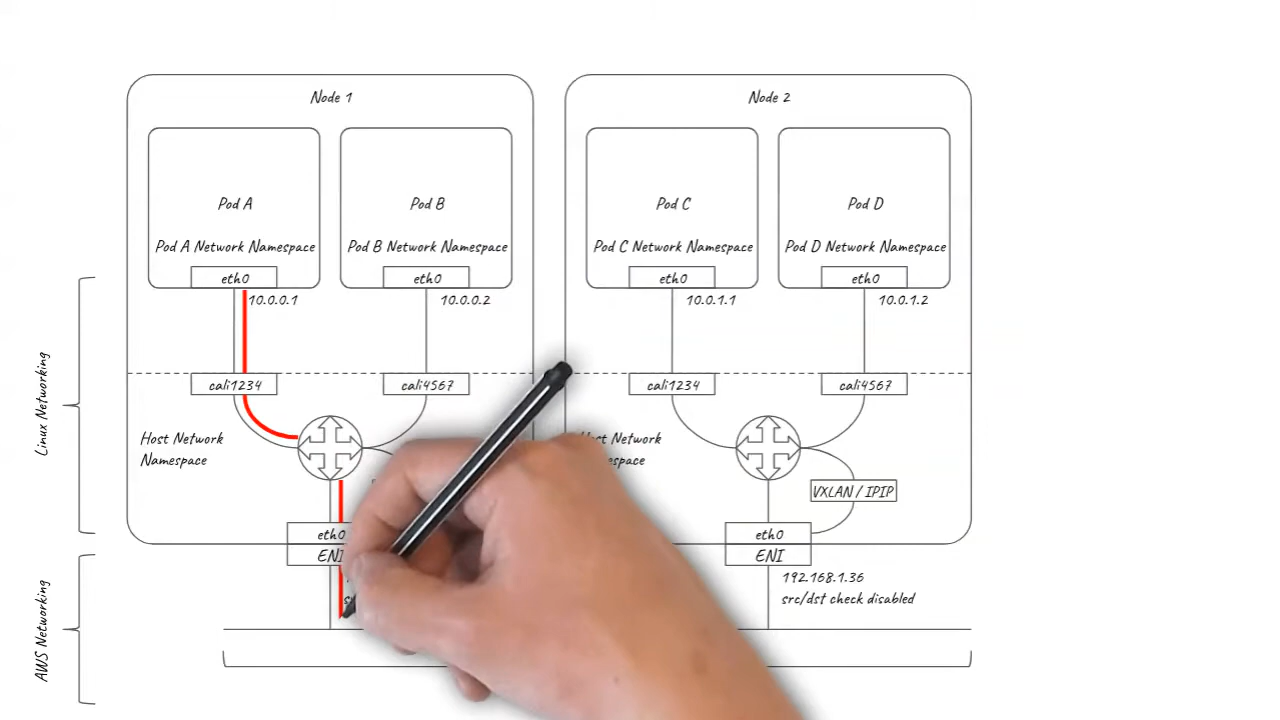 Node 1
Node 2
Pod A
Pod B
Pod C
Pod D
Pod A Network Namespace
Pod B Network Namespace
Pod C Network Namespace
Pod D Network Namespace
eth0
eth0
eth0
eth0
10.0.0.1
10.0.0.2
10.0.1.1
10.0.1.2
Linux Networking
cali1234
cali4567
cali1234
cali4567
Host Network
Namespace
Network
VXLAN / IPIP
eth0
eth0
ENI
ENI
192.168.1.36
src/dst check disabled
AWS Networking